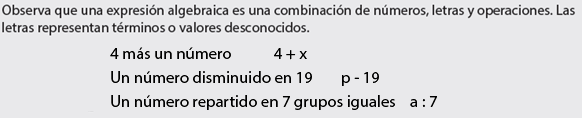 Observa que una expresión algebraica es una combinación de números, letras y operaciones. Las
letras representan términos o valores desconocidos.
4 más un número 4 + x
Un número disminuido en 19 p - 19
Un número repartido en 7 grupos iguales a : 7